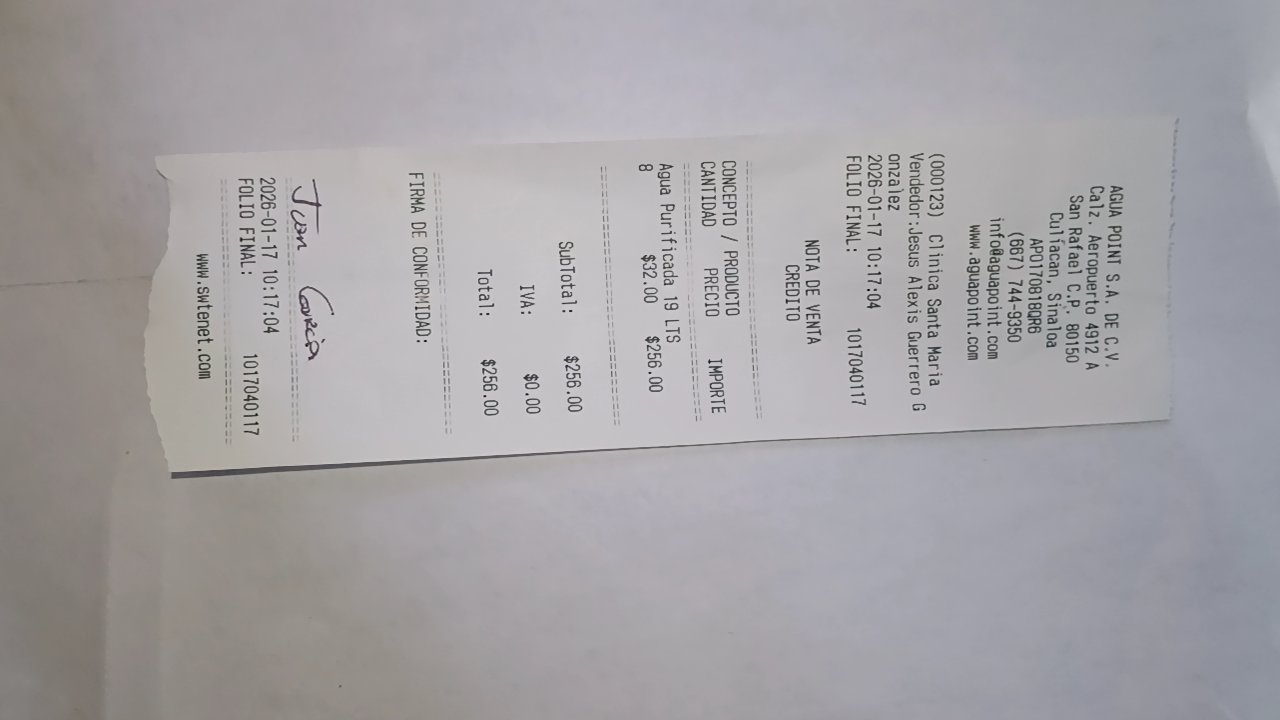 AGUA POINT S.A. DE C.V.
Calz. Aeropuerto 4912 A
San Rafael C.P. 80150
Culiacan, Sinaloa
APO170818QR6
(667) 744-9350
info@aguapoint.com
www.aguapoint.com
(000123) Clinica Santa Maria
Vendedor:Jesus Alexis Guerrero G
onzalez
2026-01-17 10:17:04
FOLIO FINAL: 1017040117
NOTA DE VENTA
CREDITO
CONCEPTO / PRODUCTO
CANTIDAD PRECIO IMPORTE
Agua Purificada 19 LTS
8 $32.00 $256.00
SubTotal: $256.00
IVA: $0.00
Total: $256.00
FIRMA DE CONFORMIDAD:
Juan Garcia
2026-01-17 10:17:04
FOLIO FINAL: 1017040117
www.swtenet.com